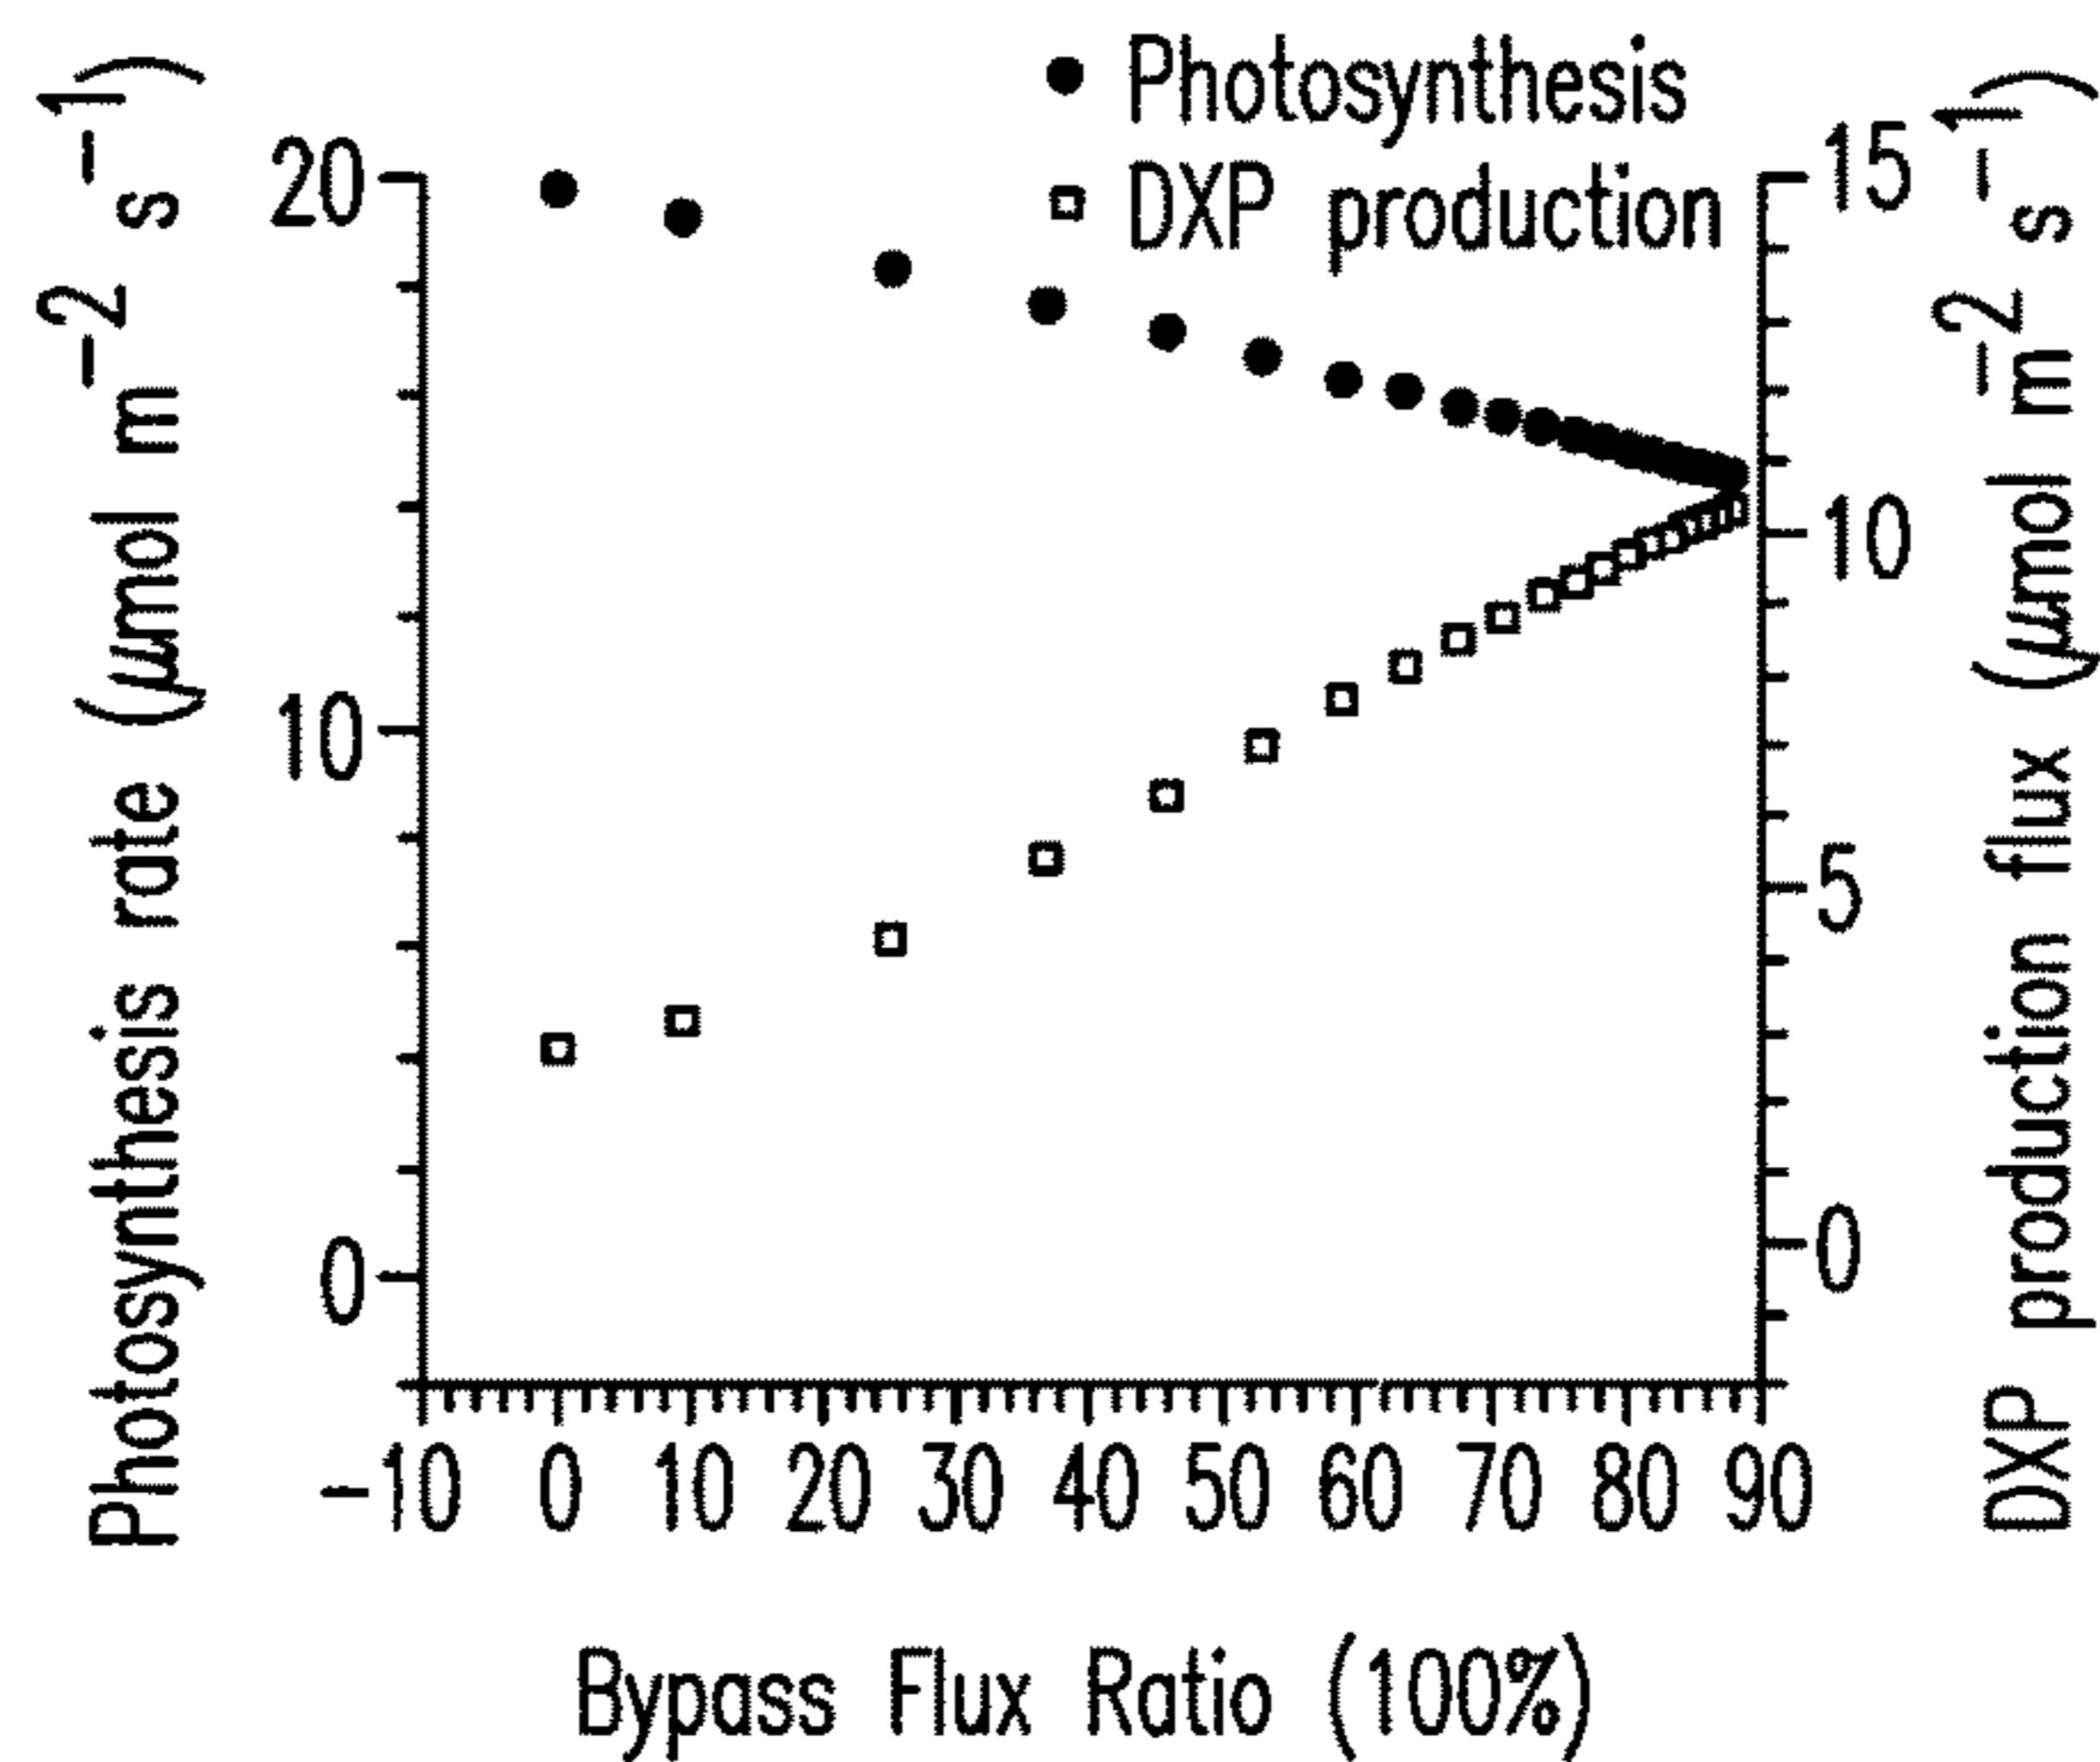 ● Photosynthesis
□ DXP production
Photosynthesis rate (μmol m⁻² s⁻¹)
20
10
0
15
10
5
0
DXP production flux (μmol m⁻² s⁻¹)
-10 0 10 20 30 40 50 60 70 80 90
Bypass Flux Ratio (100%)